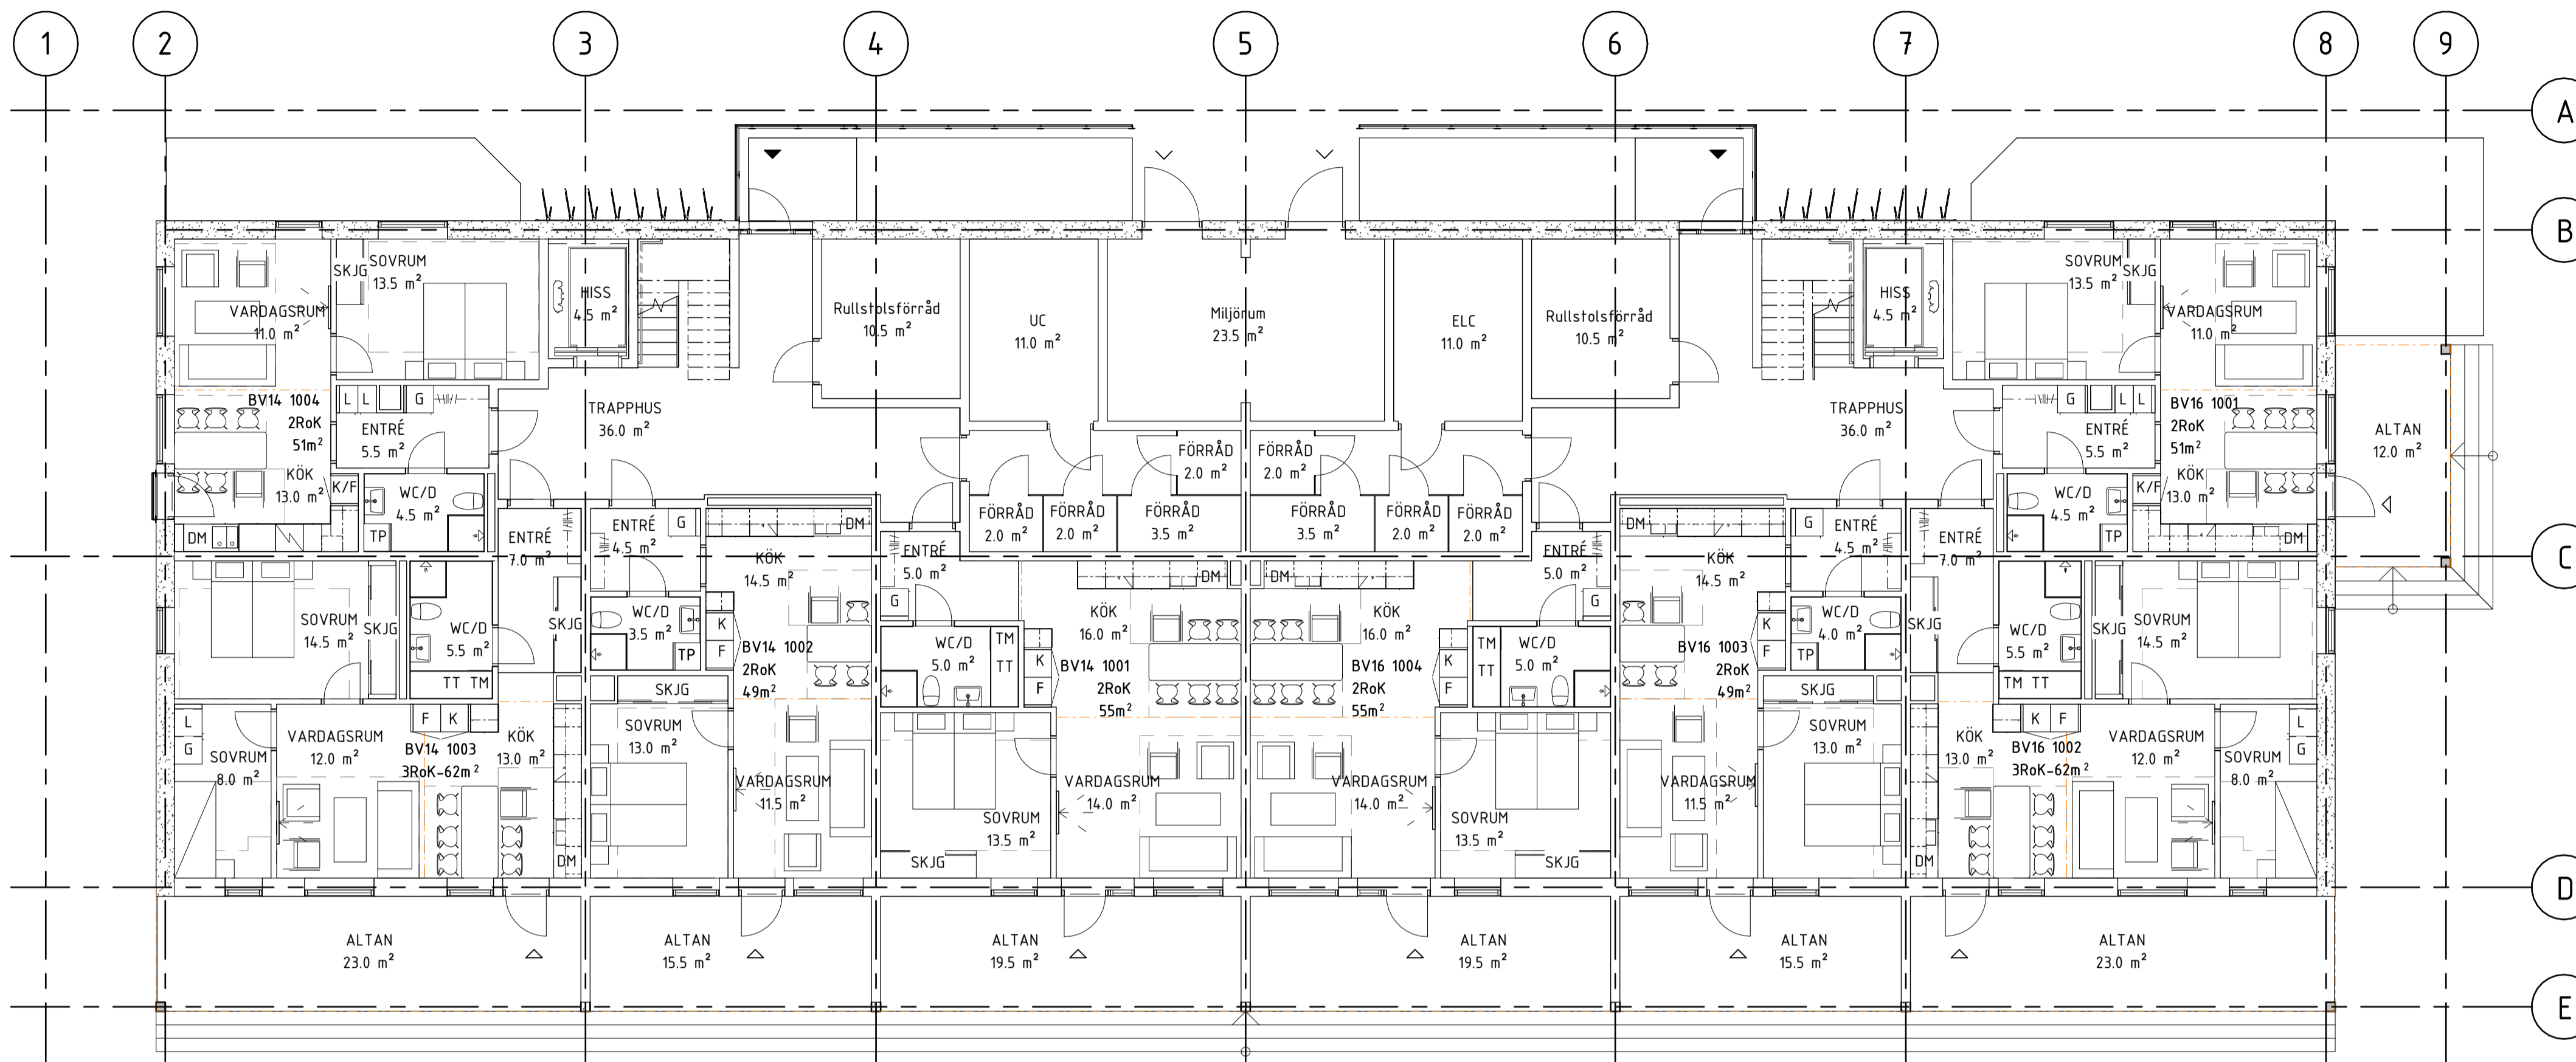 1 2 3 4 5 6 7 8 9
A
B
C
D
E
SKJG
SOVRUM
13.5 m²
VARDAGSRUM
11.0 m²
HISS
4.5 m²
Rullstolsförråd
10.5 m²
UC
11.0 m²
Miljörum
23.5 m²
ELC
11.0 m²
Rullstolsförråd
10.5 m²
HISS
4.5 m²
SOVRUM
13.5 m²
SKJG
VARDAGSRUM
11.0 m²
BV14 1004
2RoK
51m²
L L G
ENTRÉ
5.5 m²
KÖK
13.0 m²
K/F
WC/D
4.5 m²
TP
DM
TRAPPHUS
36.0 m²
FÖRRÅD
2.0 m²
FÖRRÅD
2.0 m²
FÖRRÅD
2.0 m²
FÖRRÅD
2.0 m²
FÖRRÅD
3.5 m²
FÖRRÅD
3.5 m²
FÖRRÅD
2.0 m²
FÖRRÅD
2.0 m²
TRAPPHUS
36.0 m²
G L L
ENTRÉ
5.5 m²
BV16 1001
2RoK
51m²
KÖK
13.0 m²
K/F
WC/D
4.5 m²
TP
DM
ALTAN
12.0 m²
ENTRÉ
7.0 m²
SOVRUM
14.5 m²
SKJG
WC/D
5.5 m²
TT TM
SKJG
L
G
SOVRUM
8.0 m²
VARDAGSRUM
12.0 m²
F K
BV14 1003
3RoK-62m²
KÖK
13.0 m²
DM
ENTRÉ
4.5 m²
G
DM
KÖK
14.5 m²
WC/D
3.5 m²
TP
K
F
BV14 1002
2RoK
49m²
SKJG
SOVRUM
13.0 m²
VARDAGSRUM
11.5 m²
ENTRÉ
5.0 m²
G
DM
KÖK
16.0 m²
WC/D
5.0 m²
TM
TT
K
F
BV14 1001
2RoK
55m²
SOVRUM
13.5 m²
SKJG
VARDAGSRUM
14.0 m²
DM
KÖK
16.0 m²
ENTRÉ
5.0 m²
G
BV16 1004
2RoK
55m²
K
F
TM
TT
WC/D
5.0 m²
VARDAGSRUM
14.0 m²
SOVRUM
13.5 m²
SKJG
DM
KÖK
14.5 m²
G
ENTRÉ
4.5 m²
BV16 1003
2RoK
49m²
K
F
WC/D
4.0 m²
TP
SKJG
VARDAGSRUM
11.5 m²
SOVRUM
13.0 m²
ENTRÉ
7.0 m²
SKJG
WC/D
5.5 m²
TM TT
SKJG
SOVRUM
14.5 m²
KÖK
13.0 m²
K F
BV16 1002
3RoK-62m²
VARDAGSRUM
12.0 m²
L
G
SOVRUM
8.0 m²
DM
ALTAN
23.0 m²
ALTAN
15.5 m²
ALTAN
19.5 m²
ALTAN
19.5 m²
ALTAN
15.5 m²
ALTAN
23.0 m²